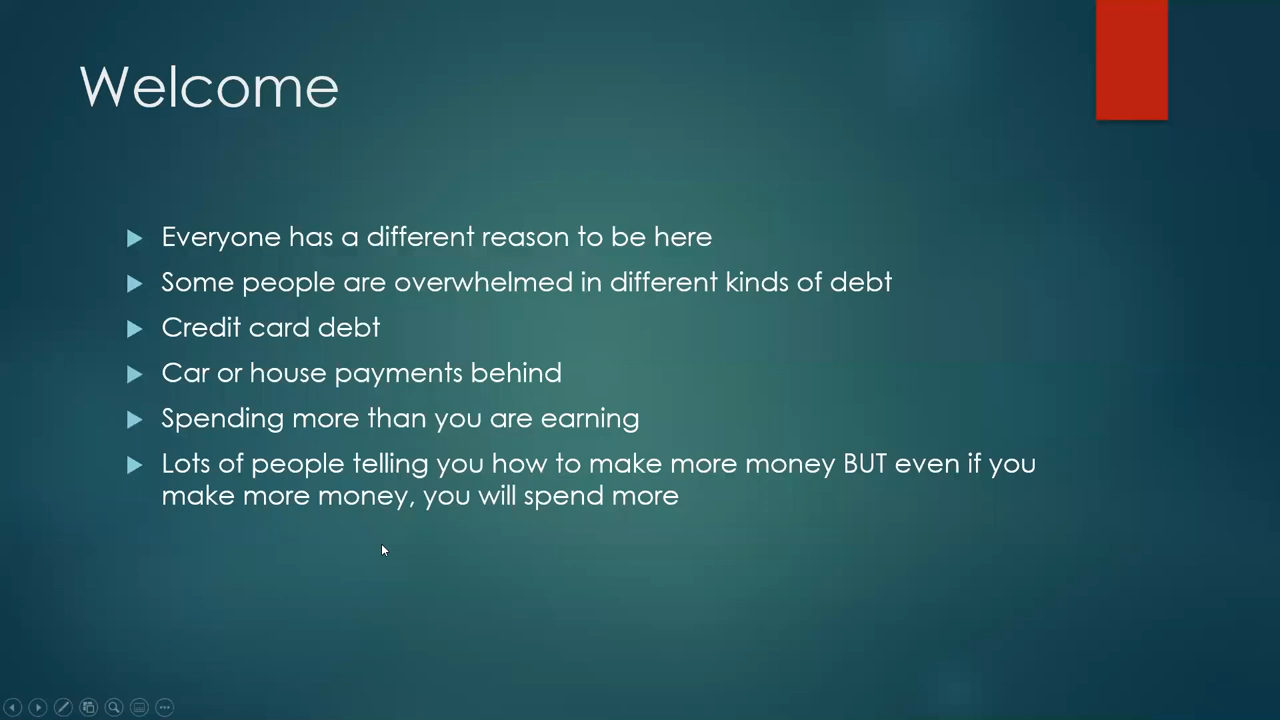 Welcome
Everyone has a different reason to be here
Some people are overwhelmed in different kinds of debt
Credit card debt
Car or house payments behind
Spending more than you are earning
Lots of people telling you how to make more money BUT even if you
make more money, you will spend more